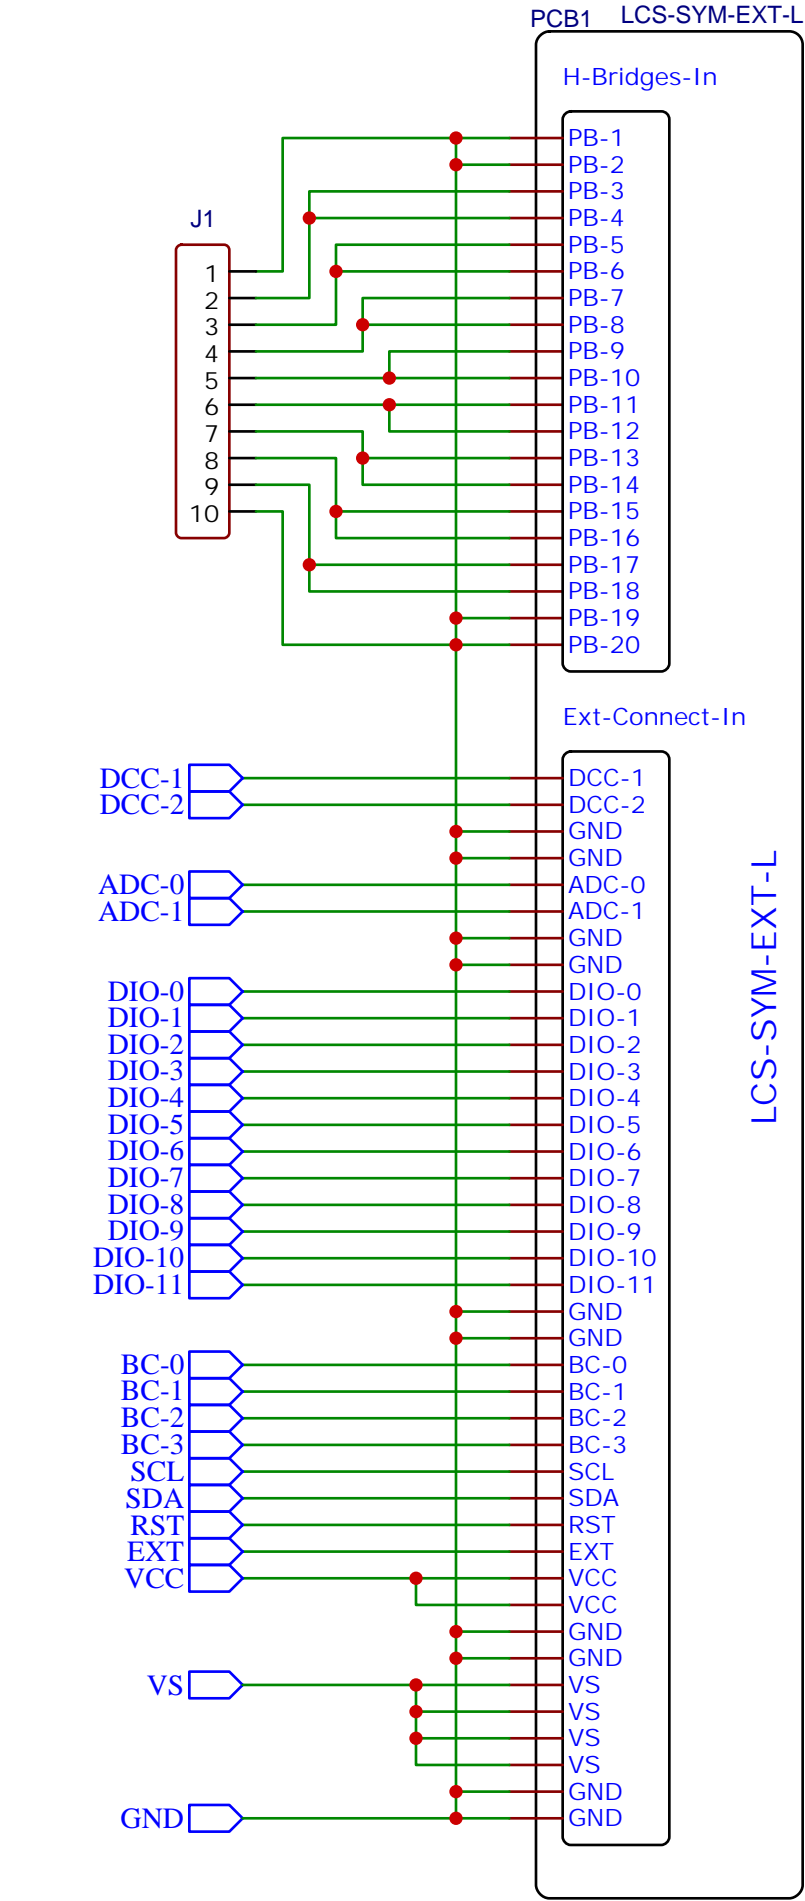 PCB1 LCS-SYM-EXT-L
H-Bridges-In
PB-1
PB-2
PB-3
PB-4
PB-5
PB-6
PB-7
PB-8
PB-9
PB-10
PB-11
PB-12
PB-13
PB-14
PB-15
PB-16
PB-17
PB-18
PB-19
PB-20
J1
1
2
3
4
5
6
7
8
9
10
Ext-Connect-In
DCC-1 DCC-1
DCC-2 DCC-2
GND
GND
ADC-0 ADC-0
ADC-1 ADC-1
GND
GND
DIO-0 DIO-0
DIO-1 DIO-1
DIO-2 DIO-2
DIO-3 DIO-3
DIO-4 DIO-4
DIO-5 DIO-5
DIO-6 DIO-6
DIO-7 DIO-7
DIO-8 DIO-8
DIO-9 DIO-9
DIO-10 DIO-10
DIO-11 DIO-11
GND
GND
BC-0 BC-0
BC-1 BC-1
BC-2 BC-2
BC-3 BC-3
SCL SCL
SDA SDA
RST RST
EXT EXT
VCC VCC
VCC
GND
GND
VS VS
VS
VS
VS
GND
GND GND
LCS-SYM-EXT-L